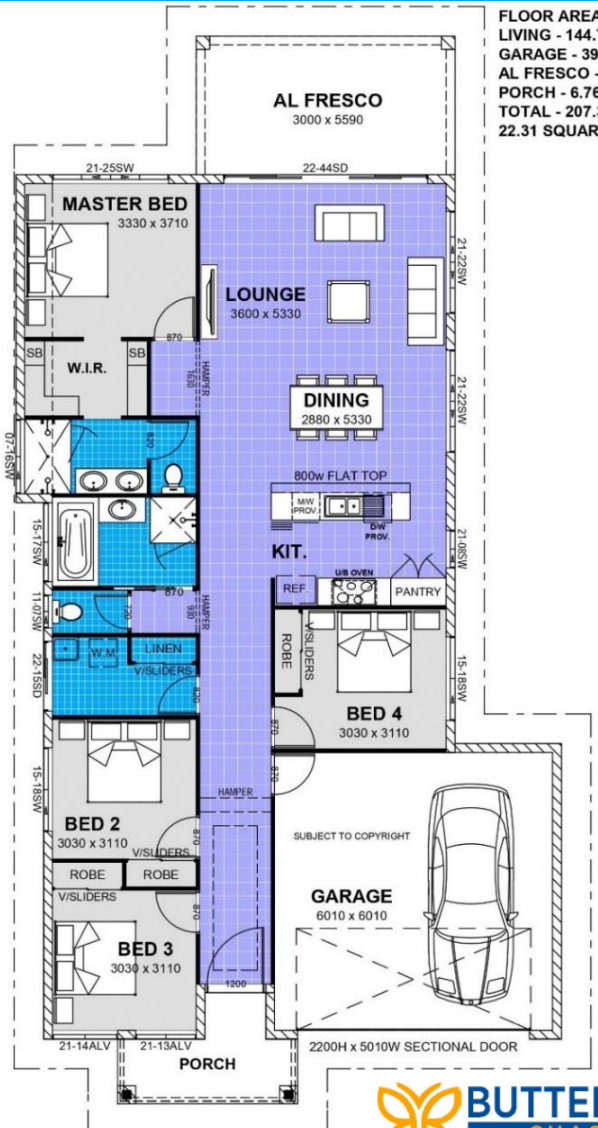 FLOOR AREA
LIVING - 144.
GARAGE - 39
AL FRESCO -
PORCH - 6.76
TOTAL - 207.
22.31 SQUAR
AL FRESCO
3000 x 5590
21-25SW
22-44SD
MASTER BED
3330 x 3710
21-22SW
LOUNGE
3600 x 5330
870
SB
W.I.R.
SB
HAMPER
1630
DINING
2880 x 5330
21-22SW
07-16SW
620
800w FLAT TOP
M/W
PROV.
D/W
PROV.
15-17SW
21-08SW
KIT.
U/B OVEN
REF.
PANTRY
870
11-07SW
720
HAMPER
930
W.M.
LINEN
V/SLIDERS
22-15SD
820
ROBE
V/SLIDERS
15-18SW
BED 4
3030 x 3110
870
870
15-18SW
HAMPER
BED 2
3030 x 3110
V/SLIDERS
870
SUBJECT TO COPYRIGHT
ROBE
ROBE
V/SLIDERS
870
GARAGE
6010 x 6010
BED 3
3030 x 3110
1200
21-14ALV
21-13ALV
2200H x 5010W SECTIONAL DOOR
PORCH
BUTTE